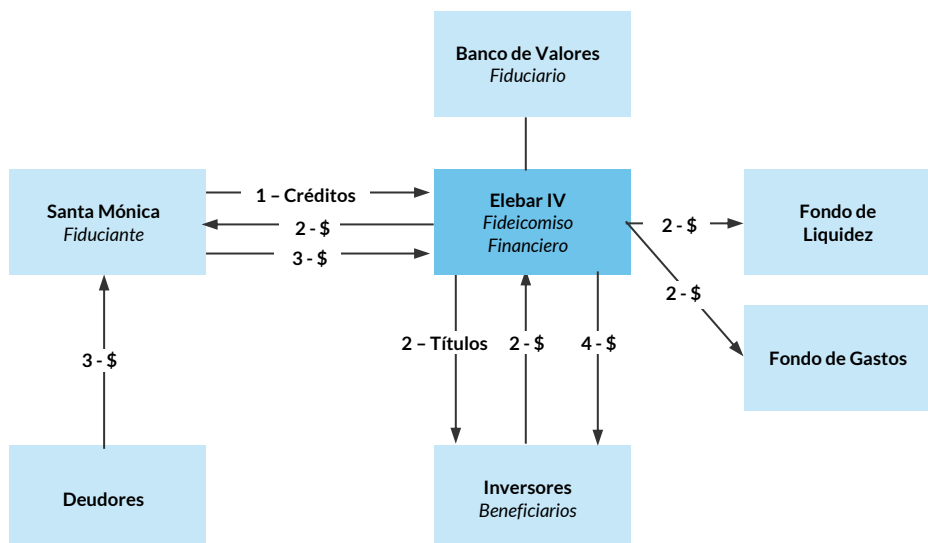 Banco de Valores
Fiduciario
Santa Mónica
Fiduciante
1 – Créditos
2 - $
3 - $
Elebar IV
Fideicomiso
Financiero
2 - $
Fondo de
Liquidez
2 - $
Fondo de Gastos
3 - $
2 – Títulos
2 - $
4 - $
Deudores
Inversores
Beneficiarios